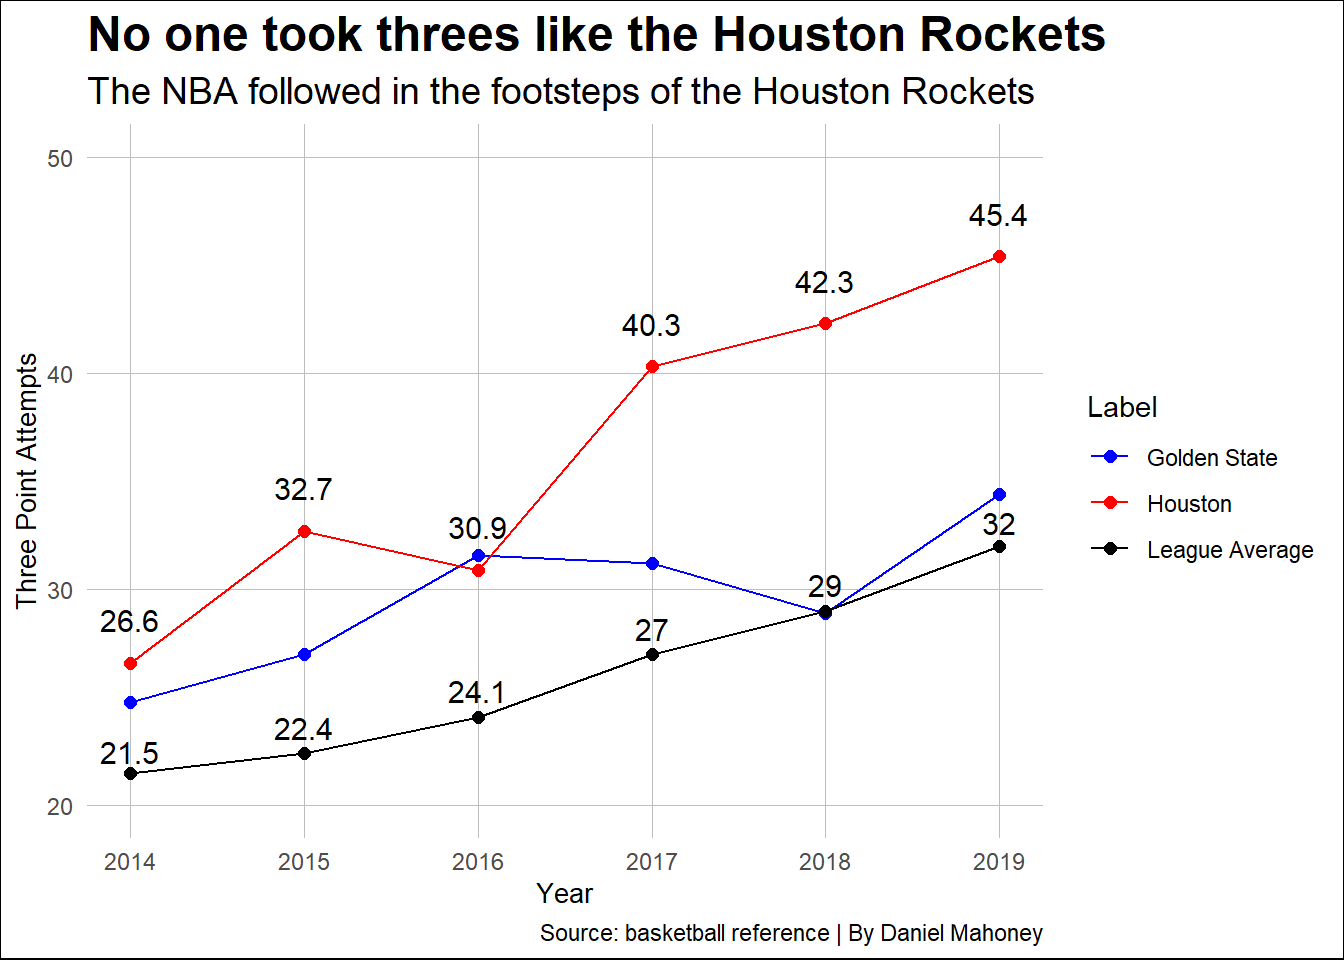 No one took threes like the Houston Rockets
The NBA followed in the footsteps of the Houston Rockets
50
40
30
20
Three Point Attempts
45.4
42.3
40.3
32.7
30.9
32
29
26.6
27
24.1
22.4
21.5
2014 2015 2016 2017 2018 2019
Year
Label
Golden State
Houston
League Average
Source: basketball reference | By Daniel Mahoney